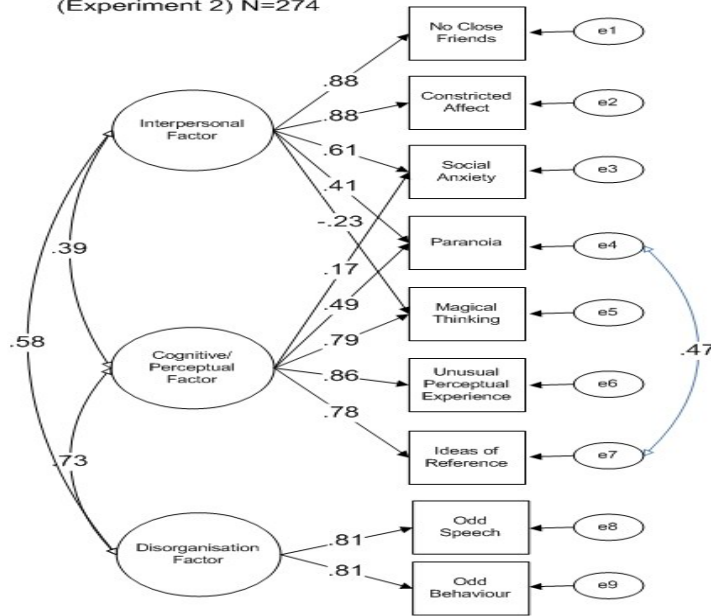 (Experiment 2) N=274
No Close
Friends
e1
.88
Constricted
Affect
e2
Interpersonal
Factor
.88
.61
Social
Anxiety
e3
.41
-.23
Paranoia
e4
.39
.17
.49
Magical
Thinking
e5
.58
.79
.47
Cognitive/
Perceptual
Factor
.86
Unusual
Perceptual
Experience
e6
.78
Ideas of
Reference
e7
.73
Odd
Speech
e8
Disorganisation
Factor
.81
.81
Odd
Behaviour
e9